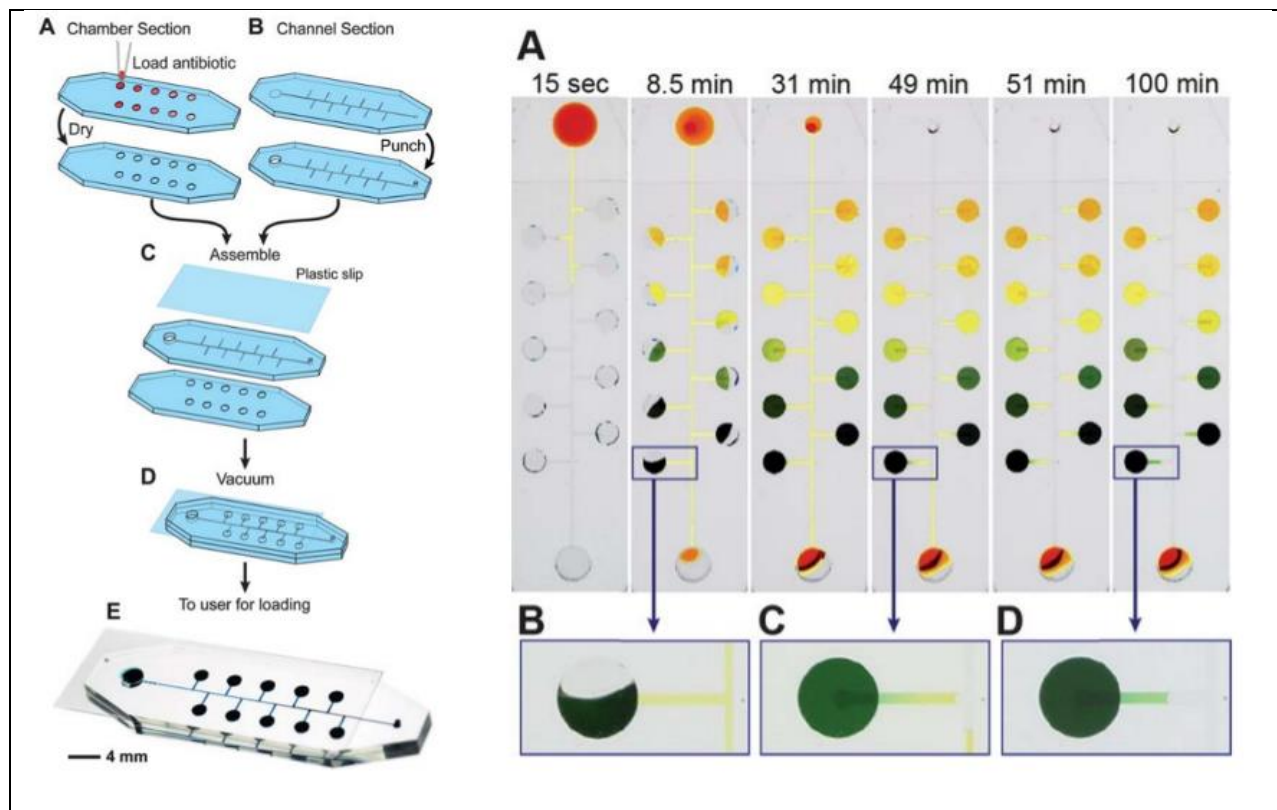 A Chamber Section
B Channel Section
Load antibiotic
Dry
Punch
Assemble
C
Plastic slip
Vacuum
D
To user for loading
E
4 mm
A
15 sec 8.5 min 31 min 49 min 51 min 100 min
B
C
D